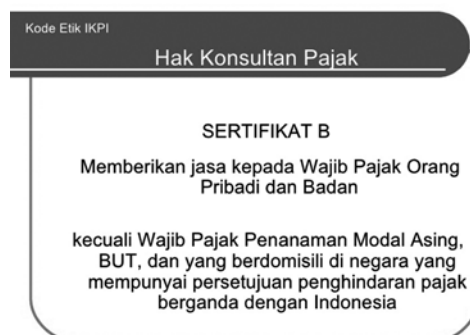 Kode Etik IKPI
Hak Konsultan Pajak
SERTIFIKAT B
Memberikan jasa kepada Wajib Pajak Orang
Pribadi dan Badan
kecuali Wajib Pajak Penanaman Modal Asing,
BUT, dan yang berdomisili di negara yang
mempunyai persetujuan penghindaran pajak
berganda dengan Indonesia